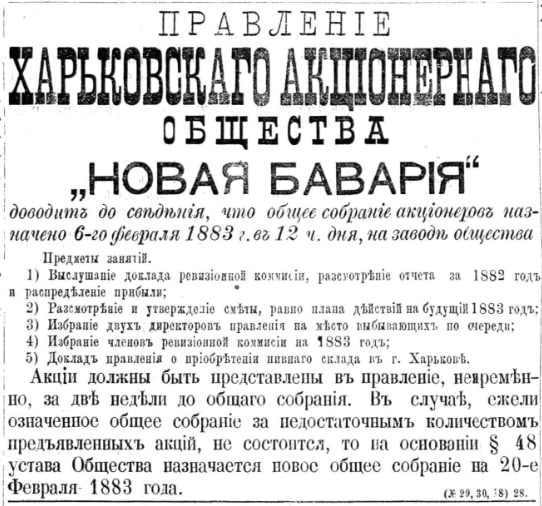 ПРАВЛЕНІЕ
ХАРЬКОВСКАГО АКЦІОНЕРНАГО
ОБЩЕСТВА
„НОВАЯ БАВАРІЯ“
доводитъ до свѣдѣнія, что общее собраніе акціонеровъ наз-
начено 6-го февраля 1883 г. въ 12 ч. дня, на заводѣ общества
Предметы занятій.
1) Выслушаніе доклада ревизіонной коммисіи, разсмотрѣніе отчета за 1882 годъ
и распредѣленіе прибыли;
2) Разсмотрѣніе и утвержденіе смѣты, равно плана дѣйствій на будущій 1883 годъ;
3) Избраніе двухъ директоровъ правленія на мѣсто выбывающихъ по очереди;
4) Избраніе членовъ ревизіонной коммисіи на 1883 годъ;
5) Докладъ правленія о пріобрѣтеніи пивнаго склада въ г. Харьковѣ.
Акціи должны быть представлены въ правленіе, непремѣн-
но, за двѣ недѣли до общаго собранія. Въ случаѣ, ежели
означенное общее собраніе за недостаточнымъ количествомъ
предъявленныхъ акцій, не состоится, то на основаніи § 48
устава Общества назначается новое общее собраніе на 20-е
Февраля 1883 года.
(№ 29, 30, 38) 28.